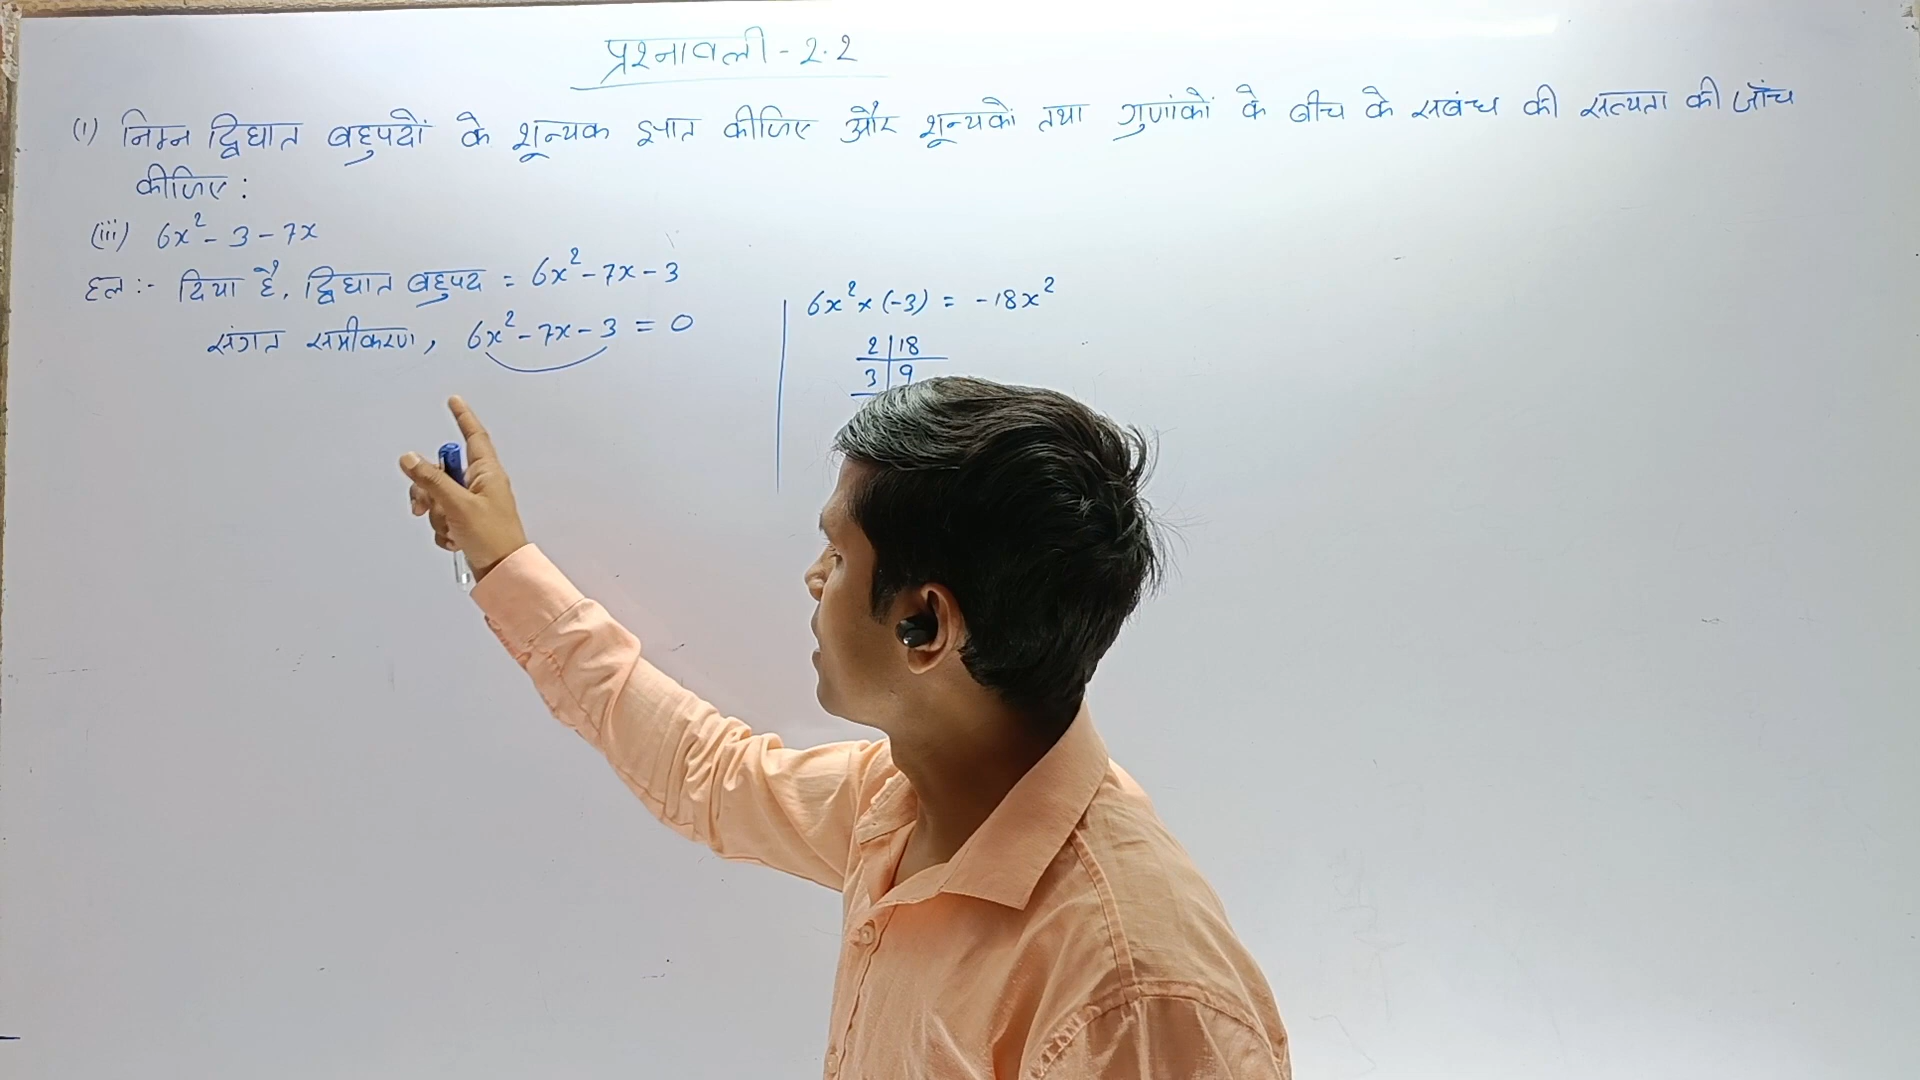 प्रश्नावली - 2.2
(1) निम्न द्विघात बहुपदों के शून्यक ज्ञात कीजिए और शून्यकों तथा गुणांकों के बीच के सबंध की सत्यता की जाँच
कीजिए :
(iii) 6x² - 3 - 7x
हल :- दिया है, द्विघात बहुपद = 6x² - 7x - 3
संगत समीकरण, 6x² - 7x - 3 = 0
6x² x (-3) = -18x²
2 | 18
3 | 9